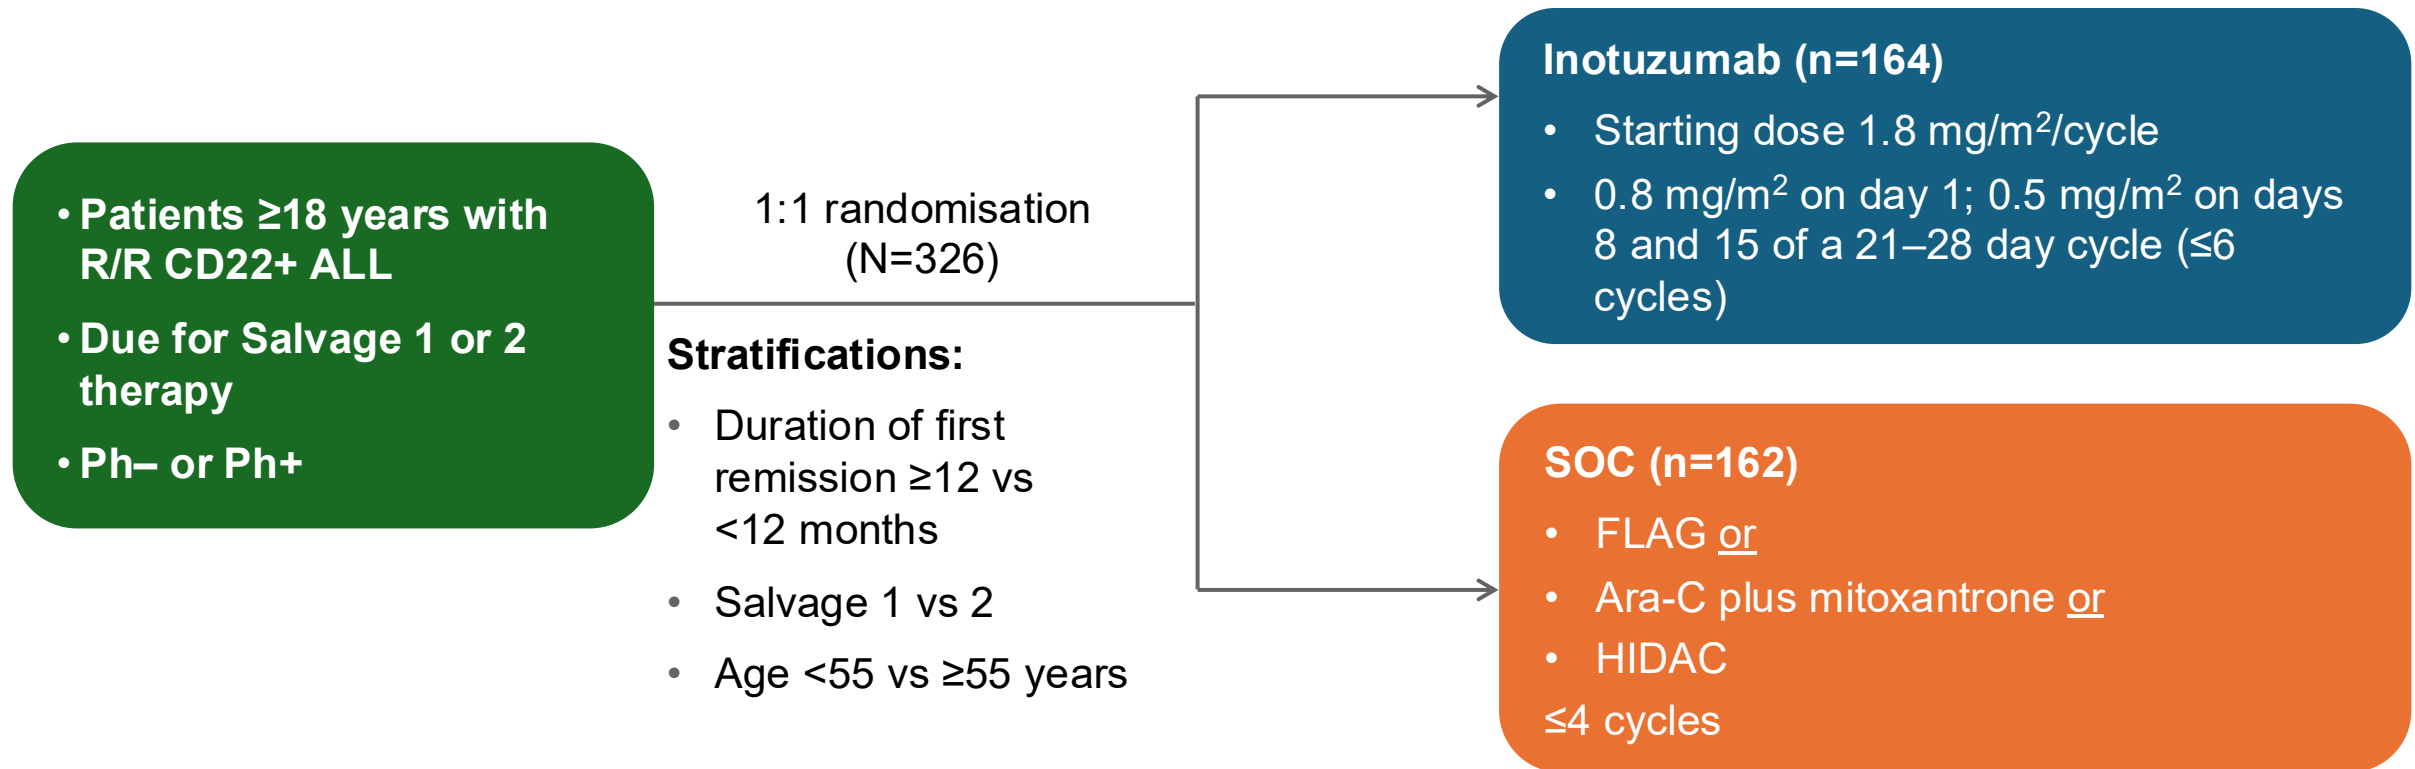 • Patients ≥18 years with
R/R CD22+ ALL
• Due for Salvage 1 or 2
therapy
• Ph– or Ph+
1:1 randomisation
(N=326)
Stratifications:
• Duration of first
remission ≥12 vs
<12 months
• Salvage 1 vs 2
• Age <55 vs ≥55 years
Inotuzumab (n=164)
• Starting dose 1.8 mg/m²/cycle
• 0.8 mg/m² on day 1; 0.5 mg/m² on days
8 and 15 of a 21–28 day cycle (≤6
cycles)
SOC (n=162)
• FLAG or
• Ara-C plus mitoxantrone or
• HIDAC
≤4 cycles